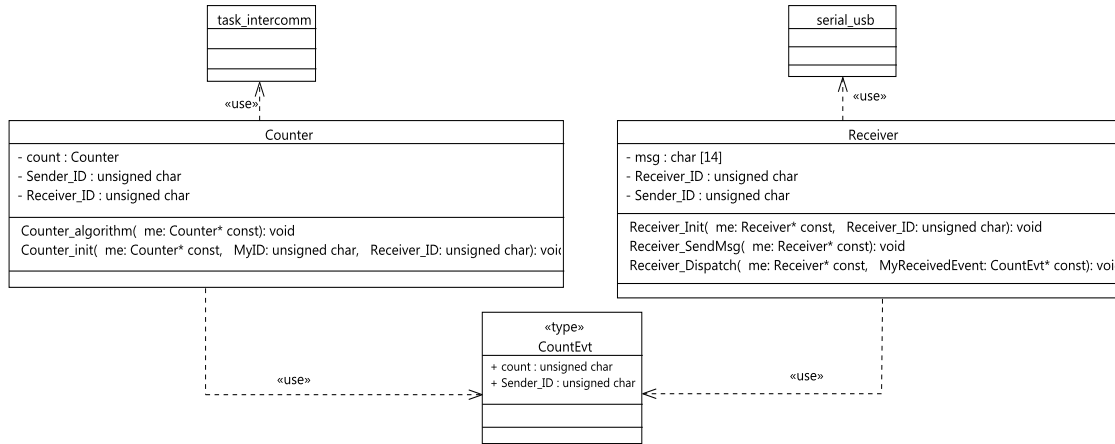 task_intercomm
serial_usb
«use»
«use»
Counter
- count : Counter
- Sender_ID : unsigned char
- Receiver_ID : unsigned char
Counter_algorithm( me: Counter* const): void
Counter_init( me: Counter* const, MyID: unsigned char, Receiver_ID: unsigned char): voi
Receiver
- msg : char [14]
- Receiver_ID : unsigned char
- Sender_ID : unsigned char
Receiver_Init( me: Receiver* const, Receiver_ID: unsigned char): void
Receiver_SendMsg( me: Receiver* const): void
Receiver_Dispatch( me: Receiver* const, MyReceivedEvent: CountEvt* const): voi
«type»
CountEvt
+ count : unsigned char
+ Sender_ID : unsigned char
«use»
«use»